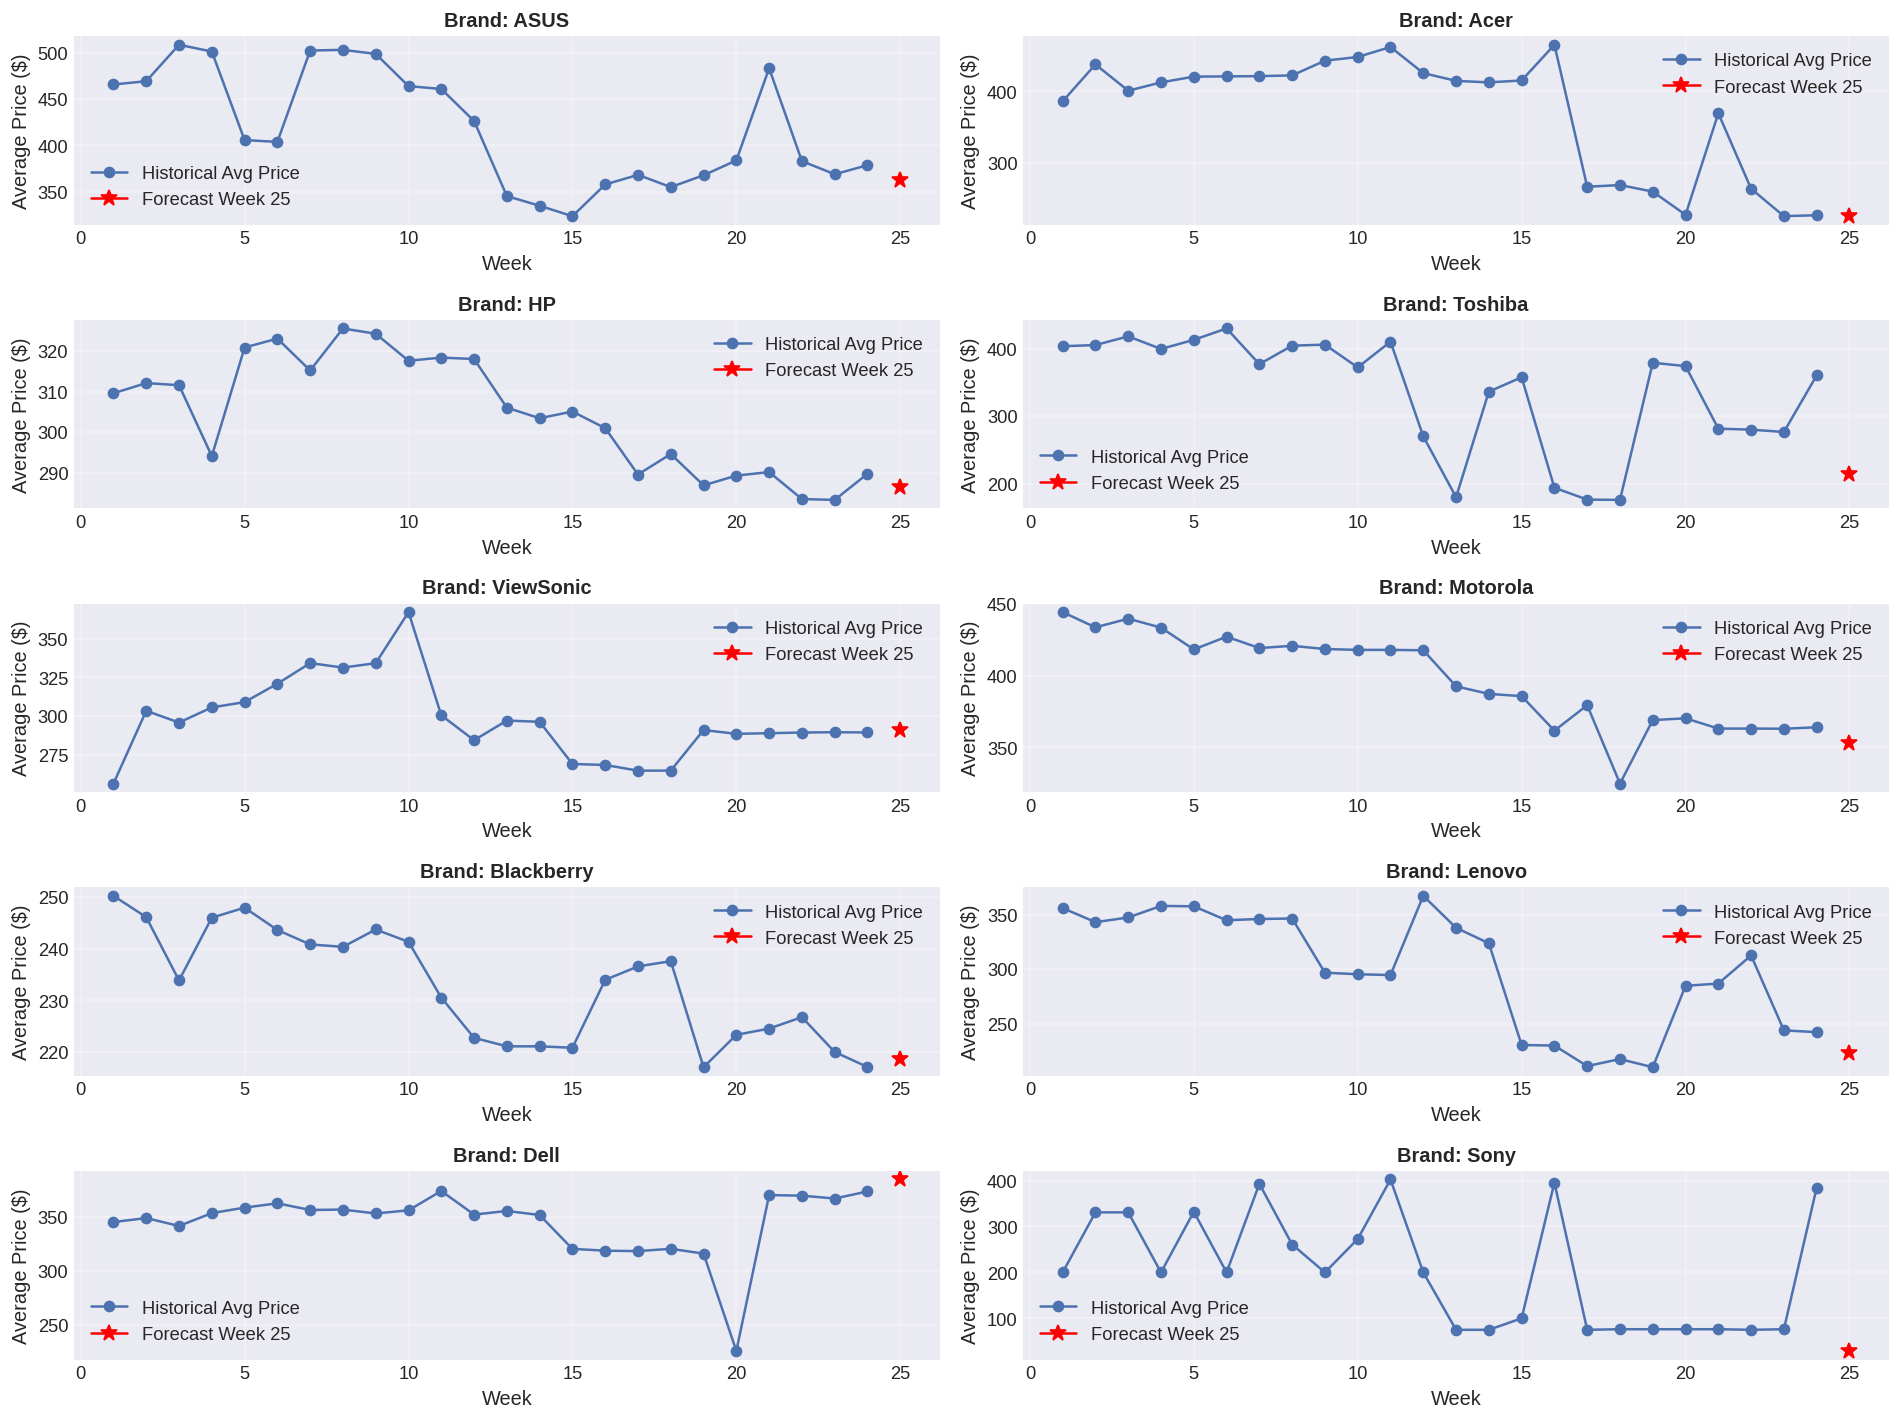 Brand: ASUS
Average Price ($)
500
450
400
350
Historical Avg Price
Forecast Week 25
0 5 10 15 20 25
Week
Brand: Acer
Average Price ($)
400
300
Historical Avg Price
Forecast Week 25
0 5 10 15 20 25
Week
Brand: HP
Average Price ($)
320
310
300
290
Historical Avg Price
Forecast Week 25
0 5 10 15 20 25
Week
Brand: Toshiba
Average Price ($)
400
300
200
Historical Avg Price
Forecast Week 25
0 5 10 15 20 25
Week
Brand: ViewSonic
Average Price ($)
350
325
300
275
Historical Avg Price
Forecast Week 25
0 5 10 15 20 25
Week
Brand: Motorola
Average Price ($)
450
400
350
Historical Avg Price
Forecast Week 25
0 5 10 15 20 25
Week
Brand: Blackberry
Average Price ($)
250
240
230
220
Historical Avg Price
Forecast Week 25
0 5 10 15 20 25
Week
Brand: Lenovo
Average Price ($)
350
300
250
Historical Avg Price
Forecast Week 25
0 5 10 15 20 25
Week
Brand: Dell
Average Price ($)
350
300
250
Historical Avg Price
Forecast Week 25
0 5 10 15 20 25
Week
Brand: Sony
Average Price ($)
400
300
200
100
Historical Avg Price
Forecast Week 25
0 5 10 15 20 25
Week